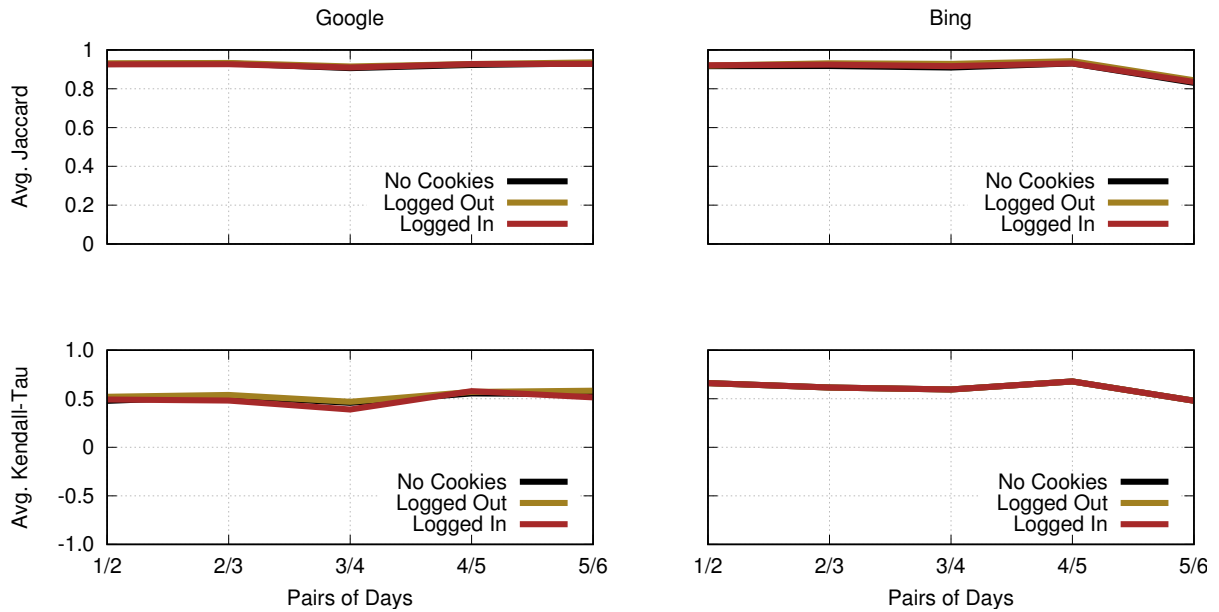 Google
Bing
Avg. Jaccard
1
0.8
0.6
0.4
0.2
0
No Cookies
Logged Out
Logged In
No Cookies
Logged Out
Logged In
Avg. Kendall-Tau
1.0
0.5
0
-0.5
-1.0
No Cookies
Logged Out
Logged In
No Cookies
Logged Out
Logged In
1/2 2/3 3/4 4/5 5/6
1/2 2/3 3/4 4/5 5/6
Pairs of Days
Pairs of Days